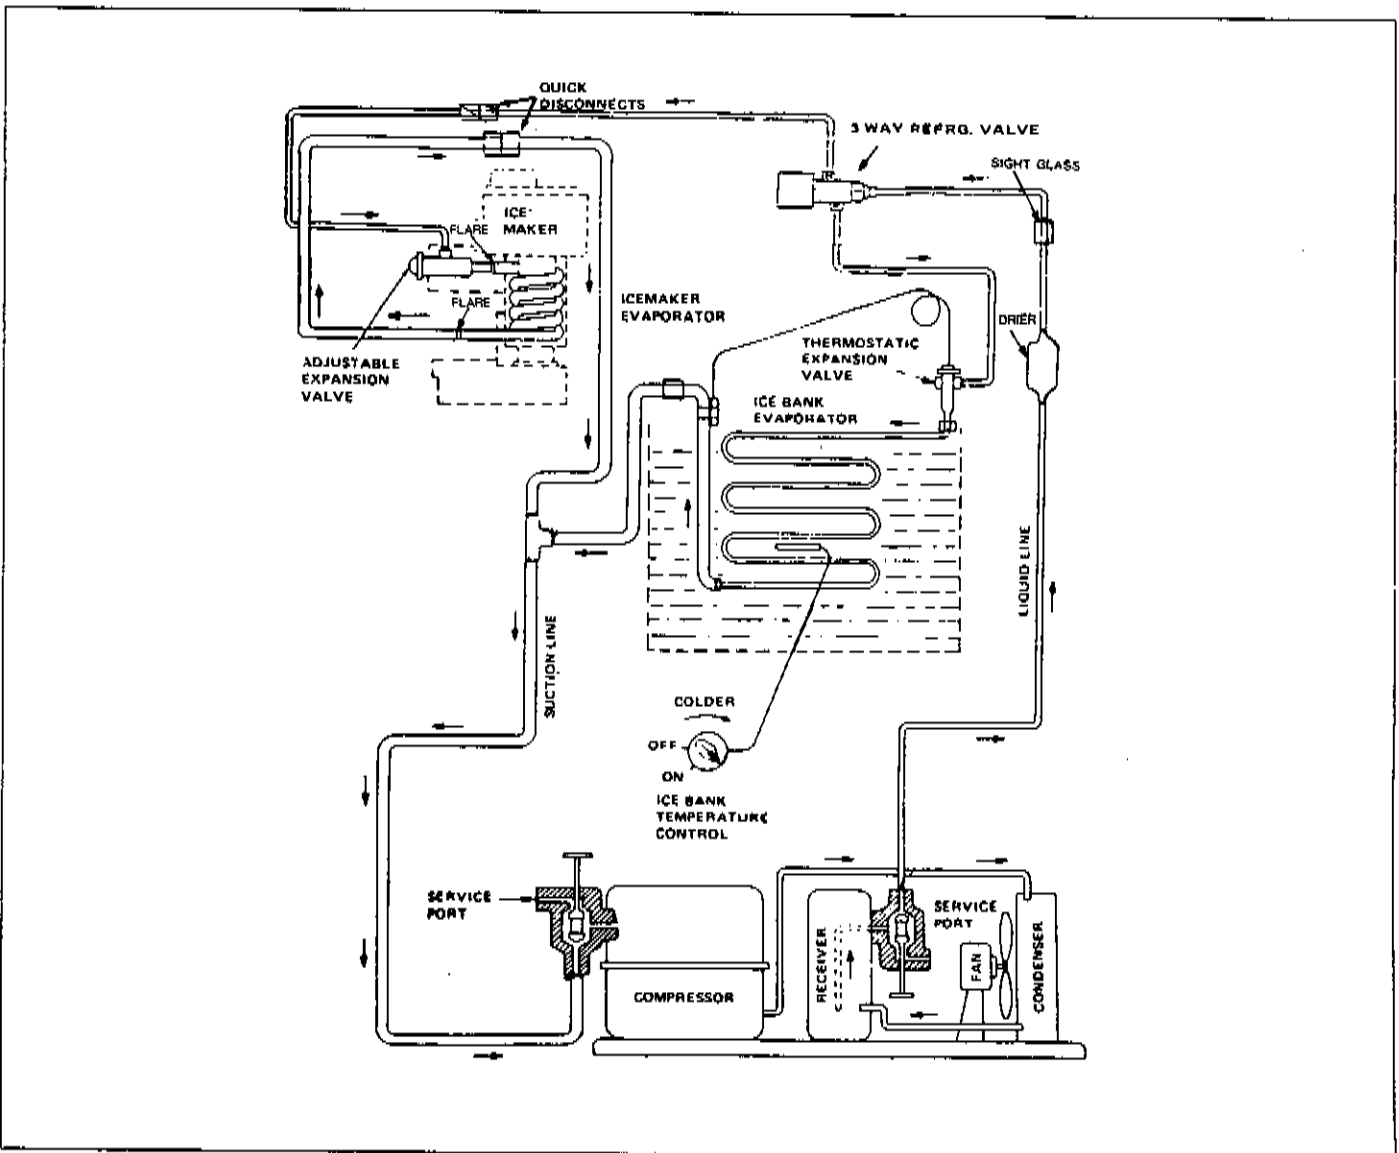 QUICK
DISCONNECTS
3 WAY REFRG. VALVE
SIGHT GLASS
ICE
MAKER
FLARE
FLARE
ICEMAKER
EVAPORATOR
ADJUSTABLE
EXPANSION
VALVE
DRIER
THERMOSTATIC
EXPANSION
VALVE
ICE BANK
EVAPORATOR
LIQUID LINE
SUCTION LINE
COLDER
OFF
ON
ICE BANK
TEMPERATURE
CONTROL
SERVICE
PORT
COMPRESSOR
RECEIVER
SERVICE
PORT
FAN
CONDENSER